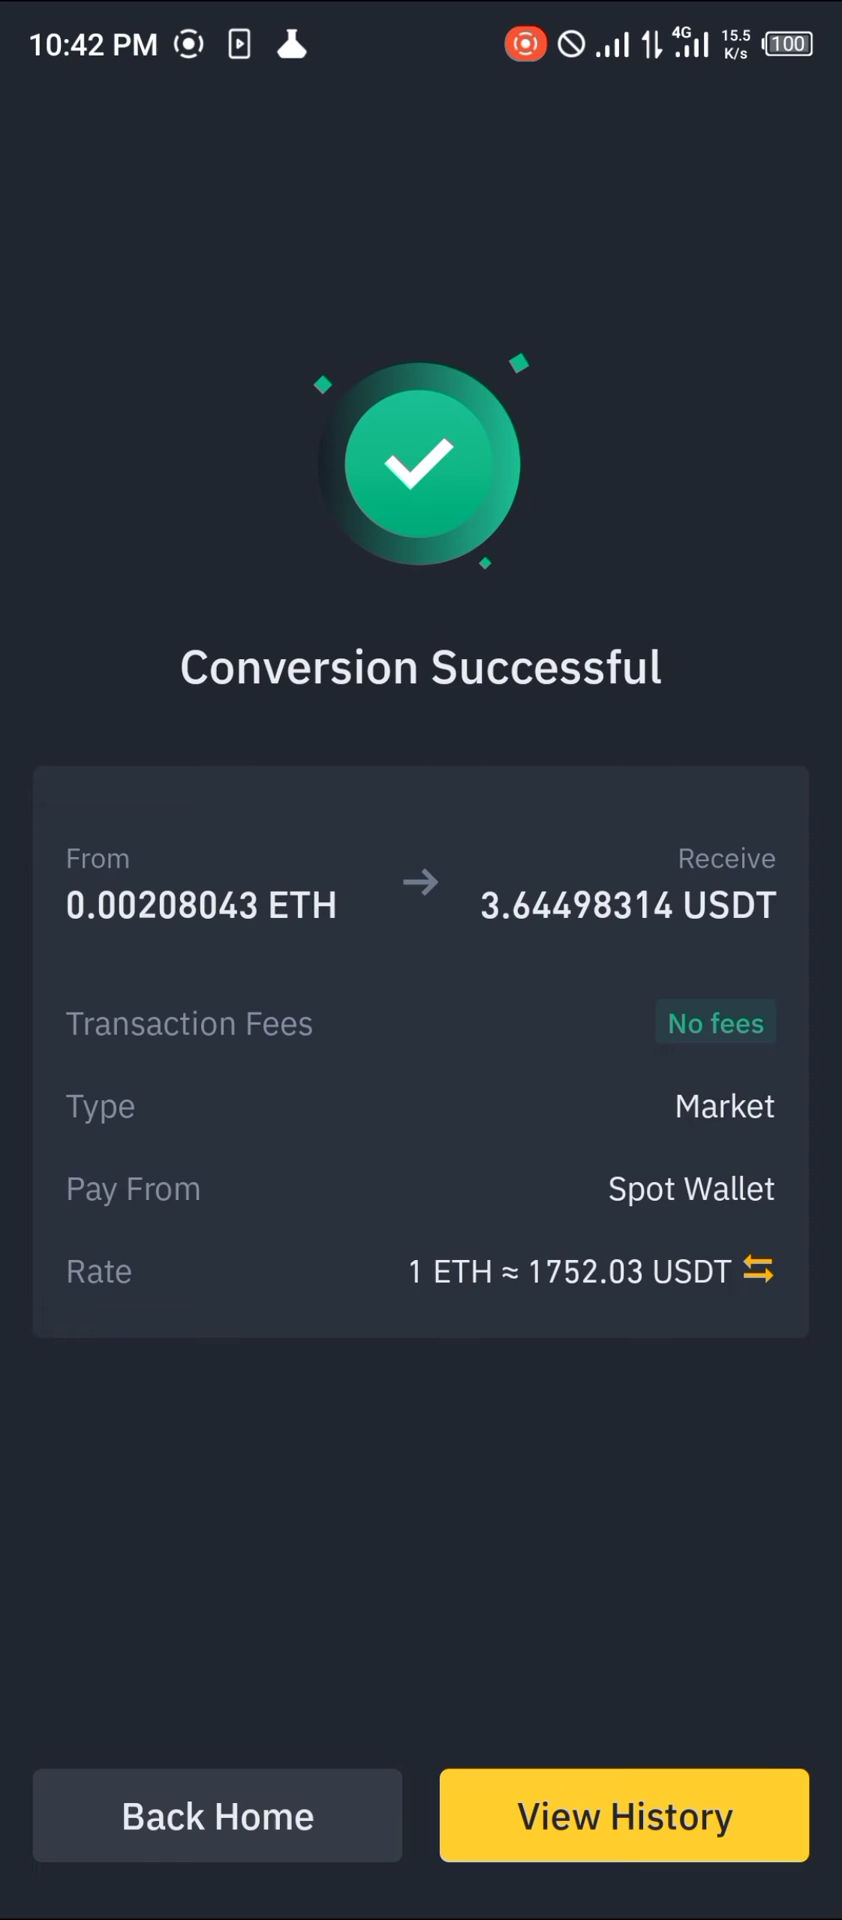 10:42 PM 4G 15.5 K/s 100
Conversion Successful
From Receive
0.00208043 ETH 3.64498314 USDT
Transaction Fees No fees
Type Market
Pay From Spot Wallet
Rate 1 ETH ≈ 1752.03 USDT
Back Home View History